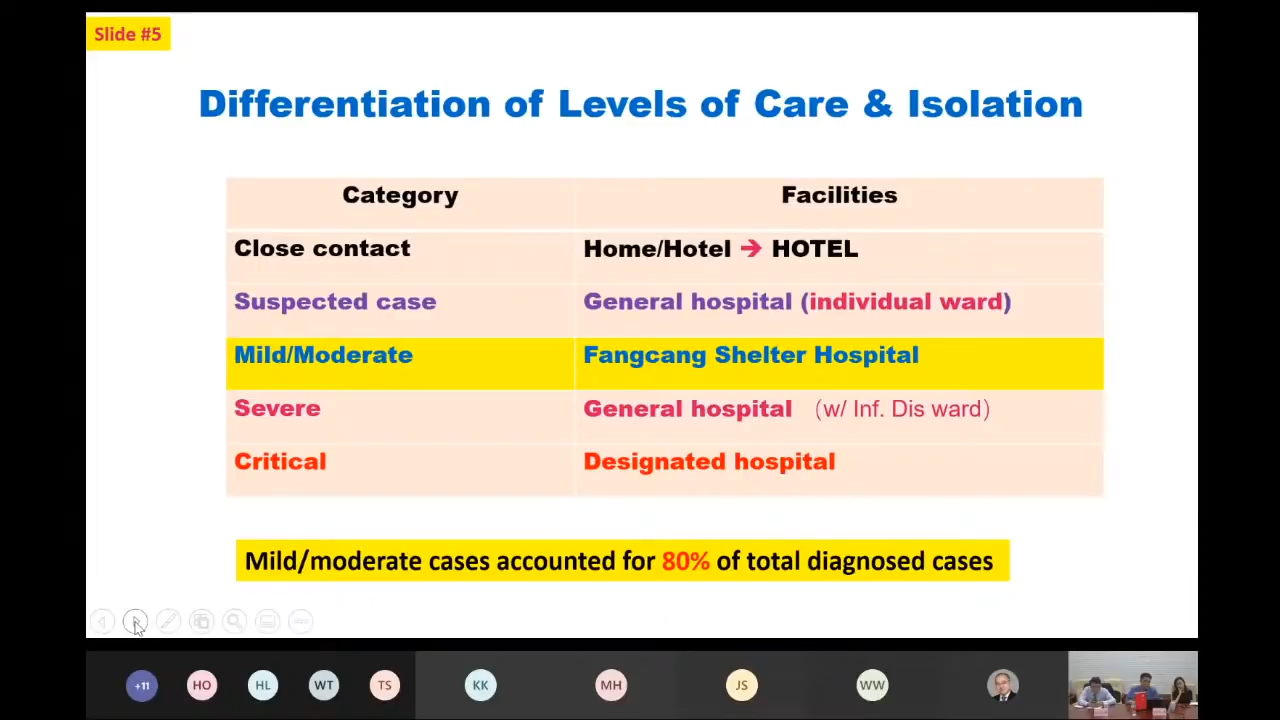 Slide #5
Differentiation of Levels of Care & Isolation
Category Facilities
Close contact Home/Hotel ➔ HOTEL
Suspected case General hospital (individual ward)
Mild/Moderate Fangcang Shelter Hospital
Severe General hospital （w/ Inf. Dis ward）
Critical Designated hospital
Mild/moderate cases accounted for 80% of total diagnosed cases
+11 HO HL WT TS KK MH JS WW